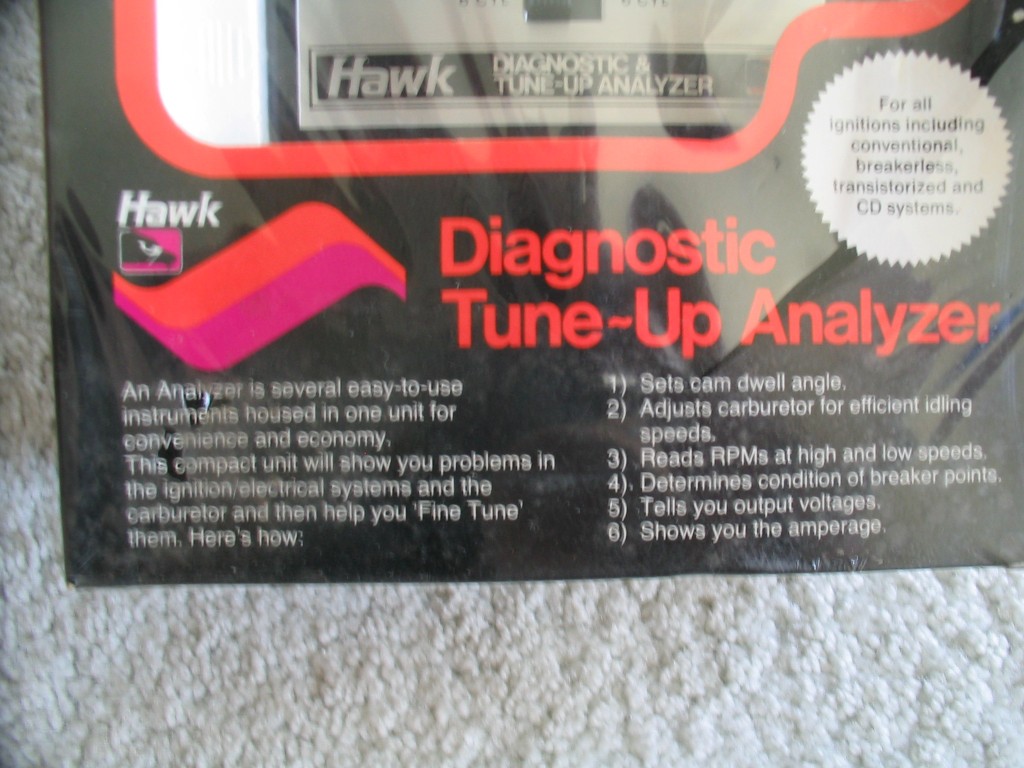 6 CYL
Hawk
DIAGNOSTIC &
TUNE-UP ANALYZER
For all
ignitions including
conventional,
breakerless,
transistorized and
CD systems.
Hawk
Diagnostic
Tune~Up Analyzer
An Analyzer is several easy-to-use
instruments housed in one unit for
convenience and economy.
This compact unit will show you problems in
the ignition/electrical systems and the
carburetor and then help you 'Fine Tune'
them. Here's how:
1) Sets cam dwell angle.
2) Adjusts carburetor for efficient idling
speeds.
3) Reads RPMs at high and low speeds.
4). Determines condition of breaker points.
5) Tells you output voltages.
6) Shows you the amperage.